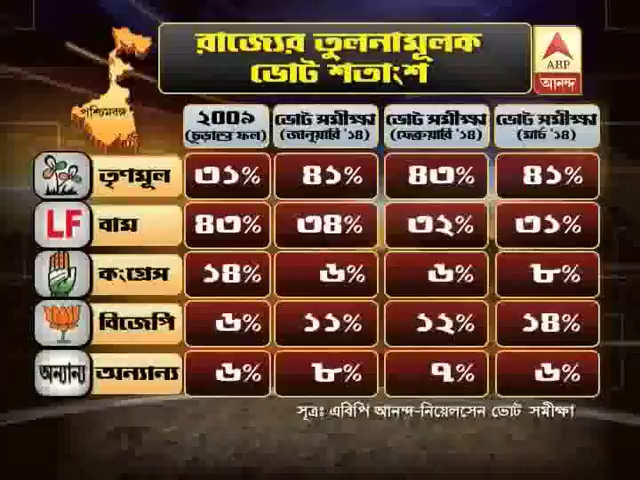 রাজ্যের তুলনামূলক
ভোট শতাংশ
ABP
আনন্দ
পশ্চিমবঙ্গ
২০০৯ ভোট সমীক্ষা ভোট সমীক্ষা ভোট সমীক্ষা
(চূড়ান্ত ফল) (জানুয়ারি '১৪) (ফেব্রুয়ারি '১৪) (মার্চ '১৪)
তৃণমূল ৩১% ৪১% ৪৩% ৪১%
LF বাম ৪৩% ৩৪% ৩২% ৩১%
কংগ্রেস ১৪% ৬% ৬% ৮%
বিজেপি ৬% ১১% ১২% ১৪%
অন্যান্য অন্যান্য ৬% ৮% ৭% ৬%
সূত্রঃ এবিপি আনন্দ-নিয়েলসেন ভোট সমীক্ষা